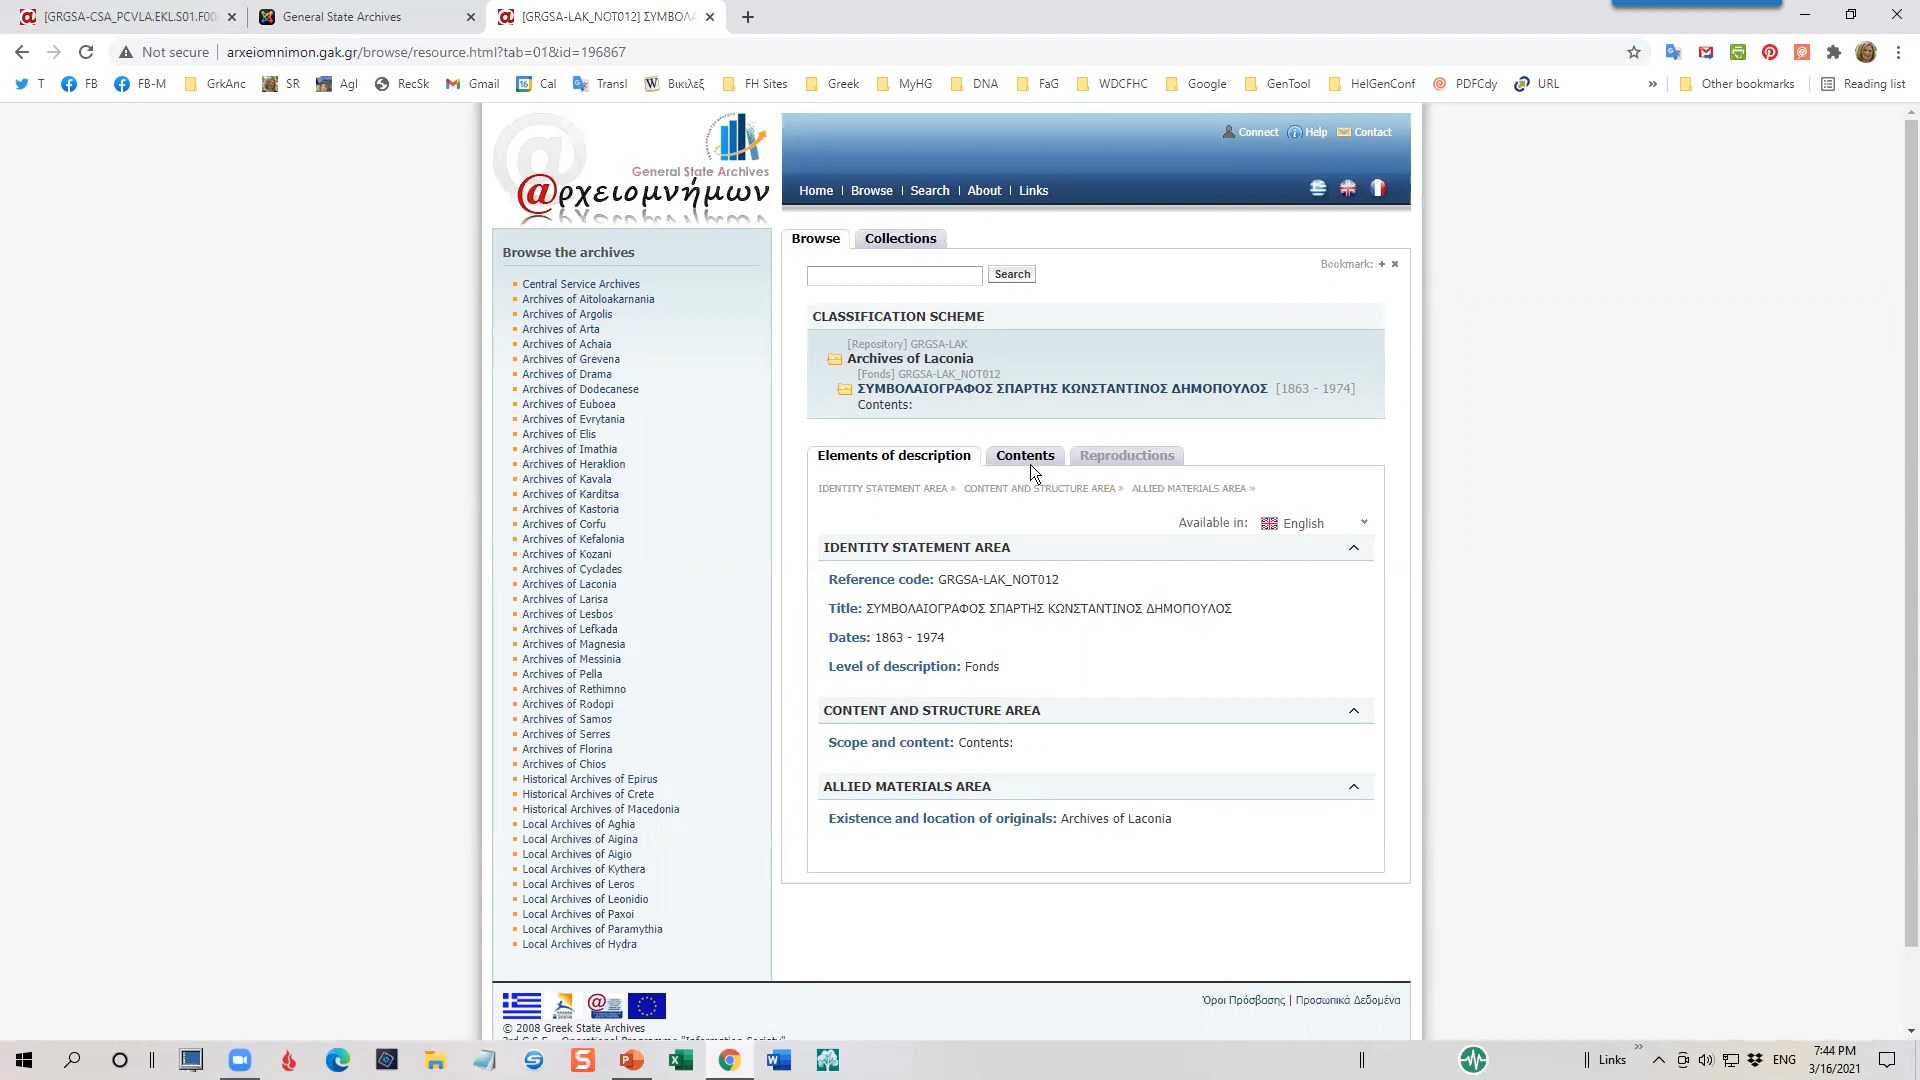 [GRGSA-CSA_PCVLA.EKL.S01.F00
General State Archives
[GRGSA-LAK_NOT012] ΣΥΜΒΟΛ
Not secure arxeiomnimon.gak.gr/browse/resource.html?tab=01&id=196867
T FB FB-M GrkAnc SR Agl RecSk Gmail Cal Transl Βικιλεξ FH Sites Greek MyHG DNA FaG WDCFHC Google GenTool HelGenConf PDFCdy URL » Other bookmarks Reading list
General State Archives
@ρχειομνήμων
Connect Help Contact
Home | Browse | Search | About | Links
Browse the archives
Central Service Archives
Archives of Aitoloakarnania
Archives of Argolis
Archives of Arta
Archives of Achaia
Archives of Grevena
Archives of Drama
Archives of Dodecanese
Archives of Euboea
Archives of Evrytania
Archives of Elis
Archives of Imathia
Archives of Heraklion
Archives of Kavala
Archives of Karditsa
Archives of Kastoria
Archives of Corfu
Archives of Kefalonia
Archives of Kozani
Archives of Cyclades
Archives of Laconia
Archives of Larisa
Archives of Lesbos
Archives of Lefkada
Archives of Magnesia
Archives of Messinia
Archives of Pella
Archives of Rethimno
Archives of Rodopi
Archives of Samos
Archives of Serres
Archives of Florina
Archives of Chios
Historical Archives of Epirus
Historical Archives of Crete
Historical Archives of Macedonia
Local Archives of Aghia
Local Archives of Aigina
Local Archives of Aigio
Local Archives of Kythera
Local Archives of Leros
Local Archives of Leonidio
Local Archives of Paxoi
Local Archives of Paramythia
Local Archives of Hydra
Browse Collections
Search
Bookmark:
CLASSIFICATION SCHEME
[Repository] GRGSA-LAK
Archives of Laconia
[Fonds] GRGSA-LAK_NOT012
ΣΥΜΒΟΛΑΙΟΓΡΑΦΟΣ ΣΠΑΡΤΗΣ ΚΩΝΣΤΑΝΤΙΝΟΣ ΔΗΜΟΠΟΥΛΟΣ [1863 - 1974]
Contents:
Elements of description Contents Reproductions
IDENTITY STATEMENT AREA » CONTENT AND STRUCTURE AREA » ALLIED MATERIALS AREA »
Available in: English
IDENTITY STATEMENT AREA
Reference code: GRGSA-LAK_NOT012
Title: ΣΥΜΒΟΛΑΙΟΓΡΑΦΟΣ ΣΠΑΡΤΗΣ ΚΩΝΣΤΑΝΤΙΝΟΣ ΔΗΜΟΠΟΥΛΟΣ
Dates: 1863 - 1974
Level of description: Fonds
CONTENT AND STRUCTURE AREA
Scope and content: Contents:
ALLIED MATERIALS AREA
Existence and location of originals: Archives of Laconia
Όροι Πρόσβασης | Προσωπικά Δεδομένα
© 2008 Greek State Archives
3rd C.S.F. - Operational Programme "Information Society"
Links » ENG
7:44 PM
3/16/2021